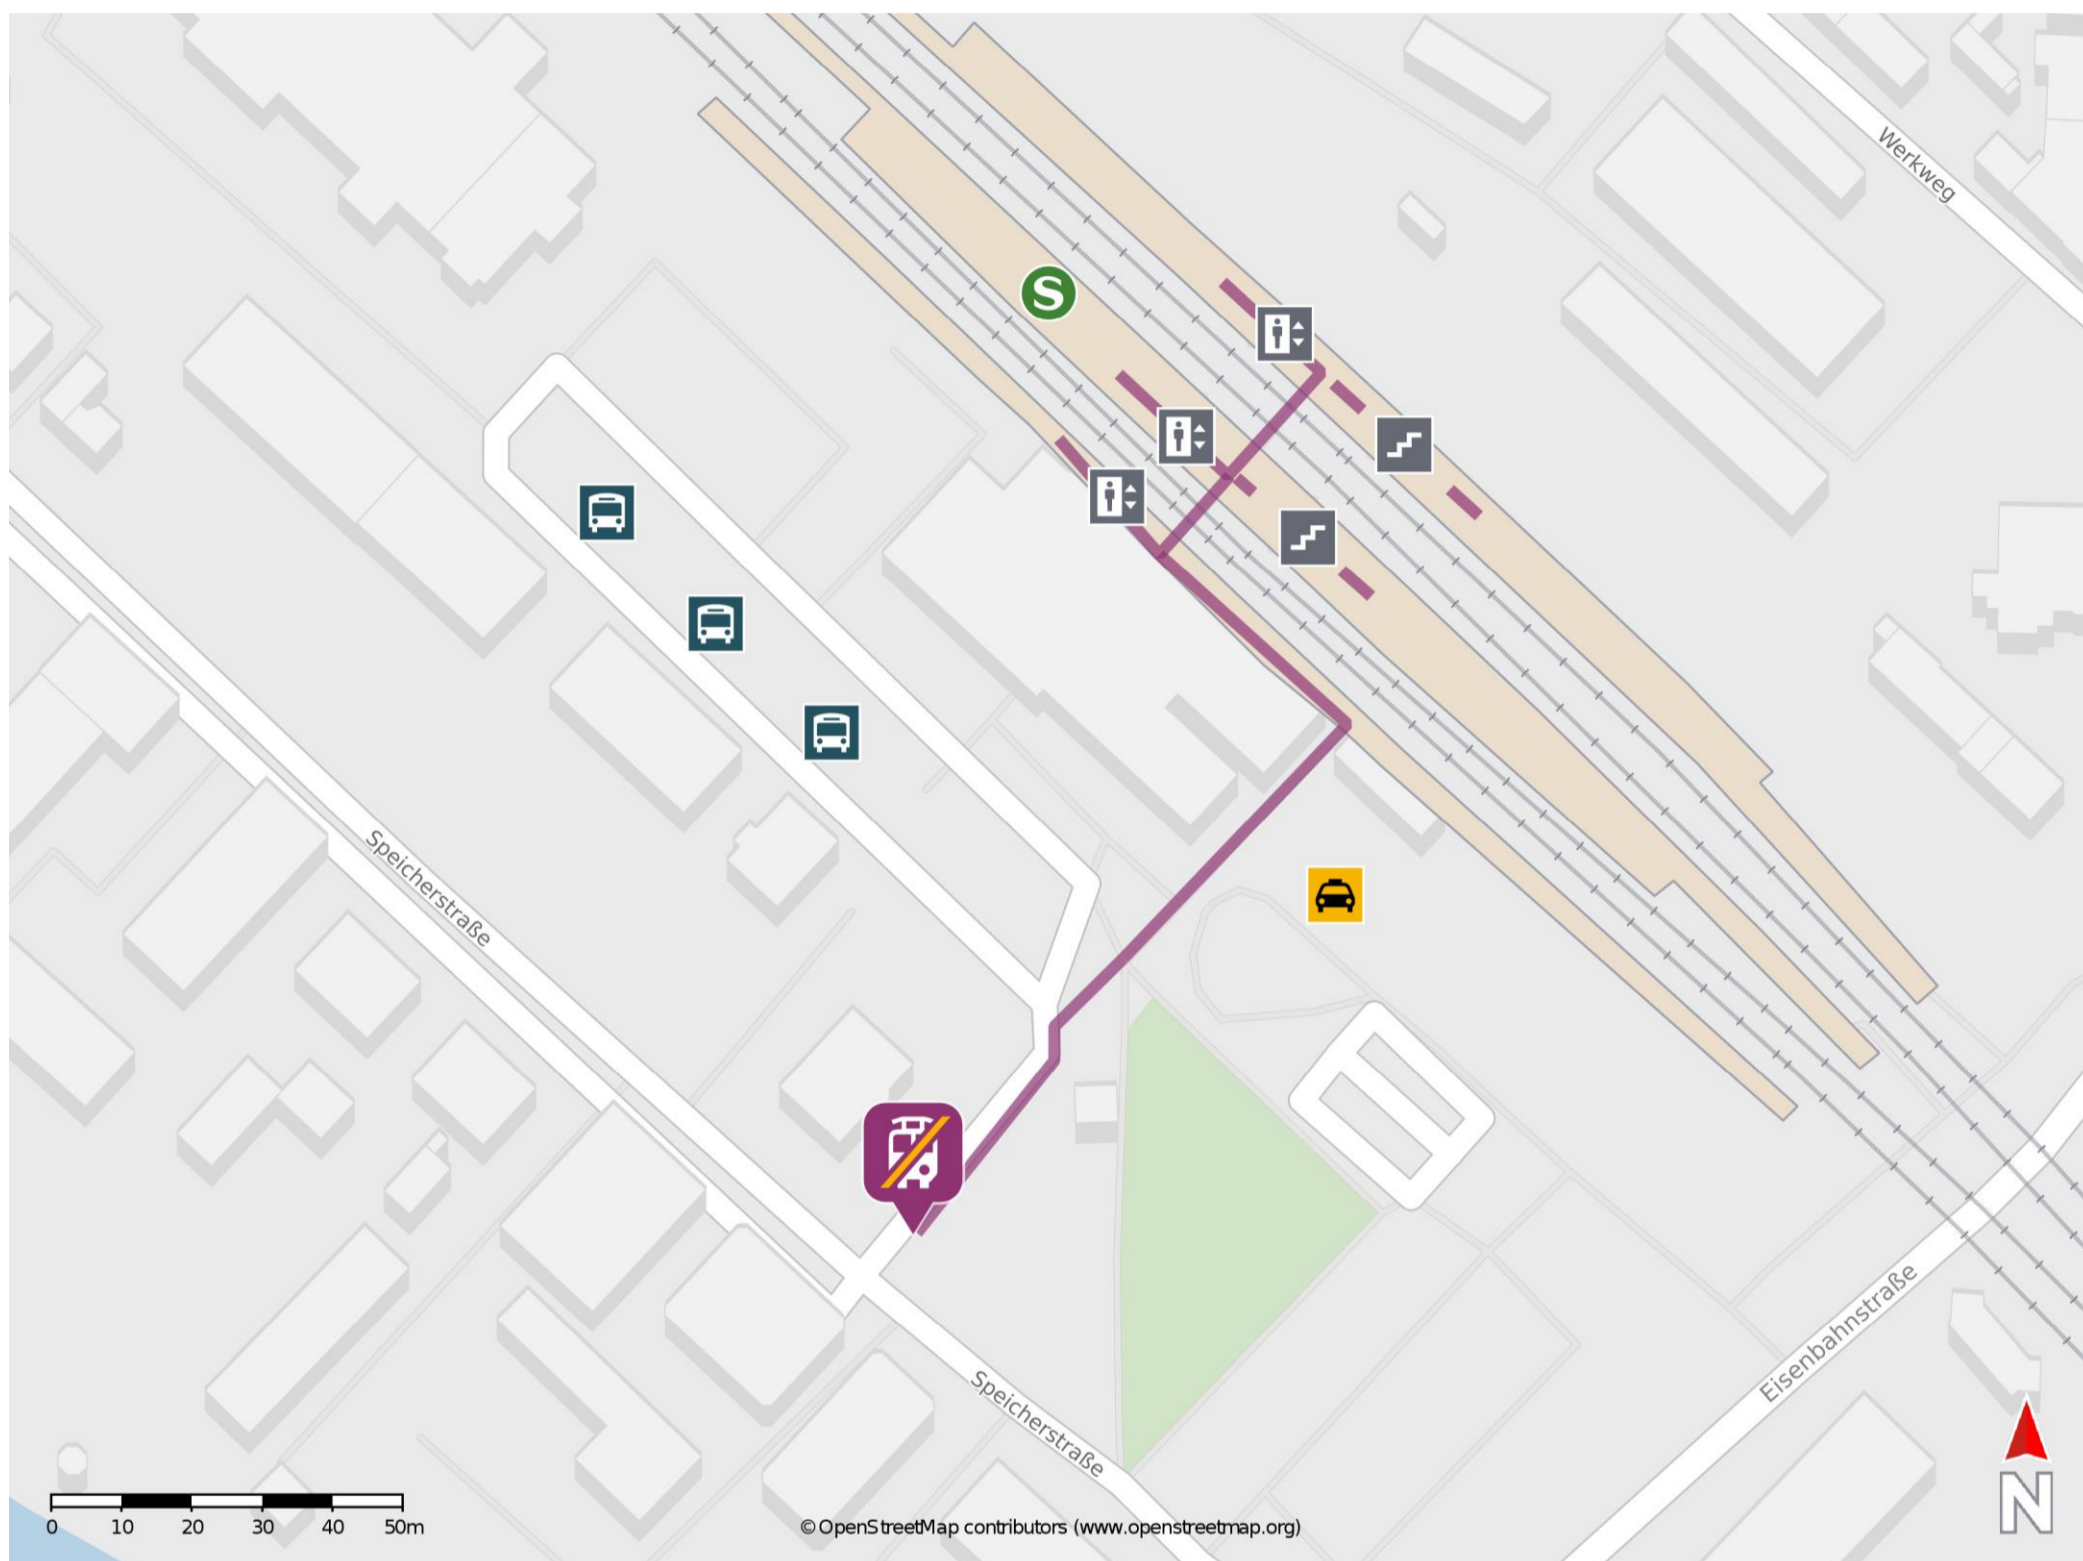 Werkweg
S
Speicherstraße
Eisenbahnstraße
Speicherstraße
0 10 20 30 40 50m
© OpenStreetMap contributors (www.openstreetmap.org)
N